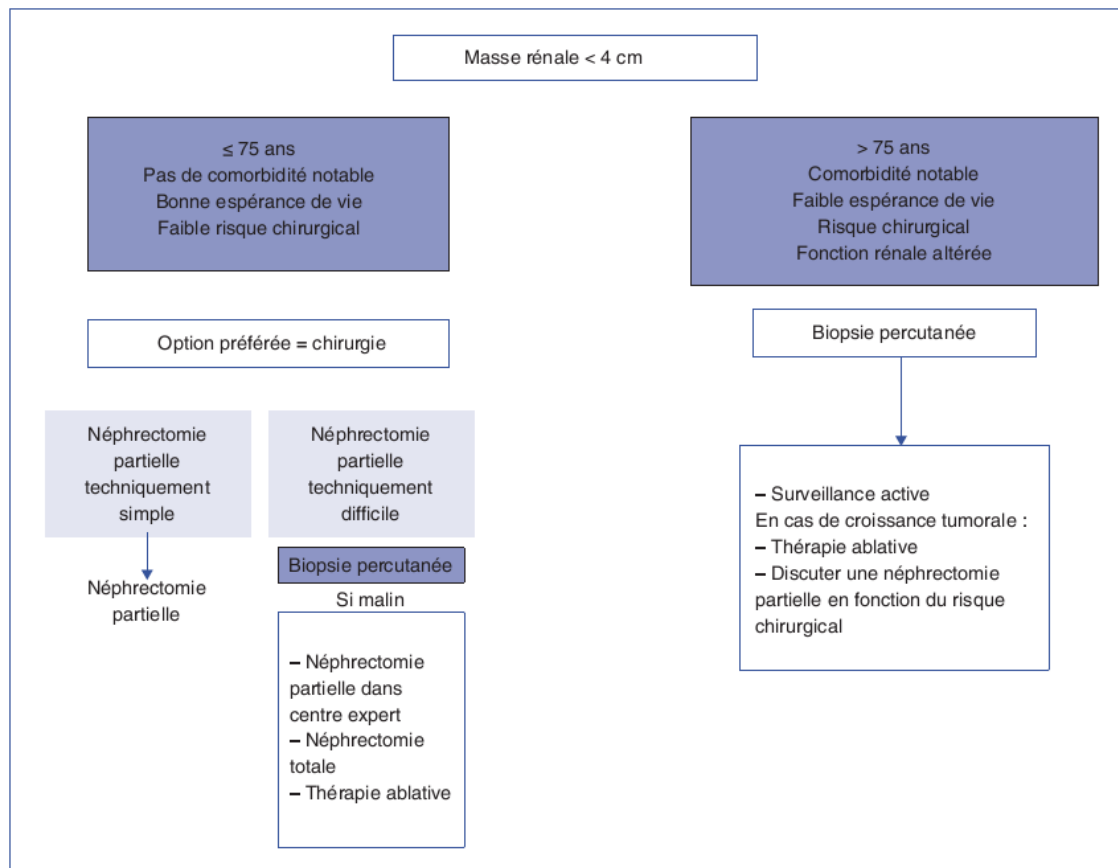 Masse rénale < 4 cm
≤ 75 ans
Pas de comorbidité notable
Bonne espérance de vie
Faible risque chirurgical
> 75 ans
Comorbidité notable
Faible espérance de vie
Risque chirurgical
Fonction rénale altérée
Option préférée = chirurgie
Biopsie percutanée
Néphrectomie
partielle
techniquement
simple
Néphrectomie
partielle
techniquement
difficile
Néphrectomie
partielle
Biopsie percutanée
Si malin
– Néphrectomie
partielle dans
centre expert
– Néphrectomie
totale
– Thérapie ablative
– Surveillance active
En cas de croissance tumorale :
– Thérapie ablative
– Discuter une néphrectomie
partielle en fonction du risque
chirurgical